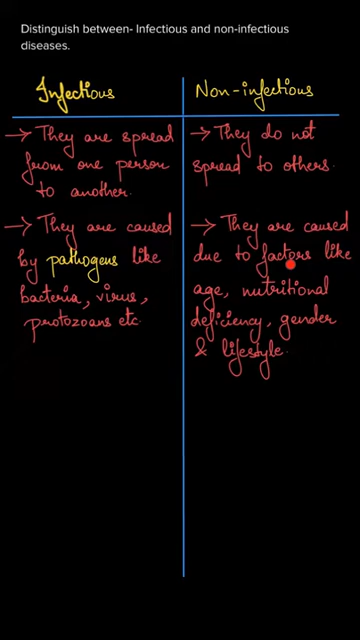 Distinguish between- Infectious and non-infectious
diseases.
Infectious
→ They are spread
from one person
to another.
→ They are caused
by pathogens like
bacteria, virus,
protozoans etc.
Non-infectious
→ They do not
spread to others.
→ They are caused
due to factors like
age, nutritional
deficiency, gender
& lifestyle.